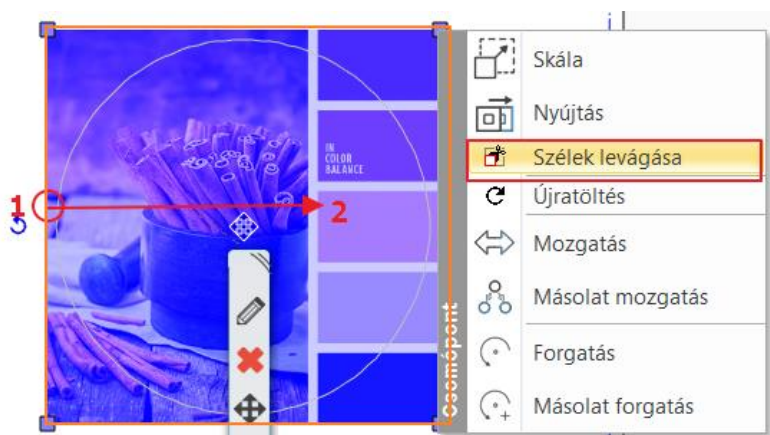 Skála
Nyújtás
IN
COLOR
BALANCE
Szélek levágása
Újratöltés
1
2
Mozgatás
Másolat mozgatás
Csomópont
Forgatás
Másolat forgatás